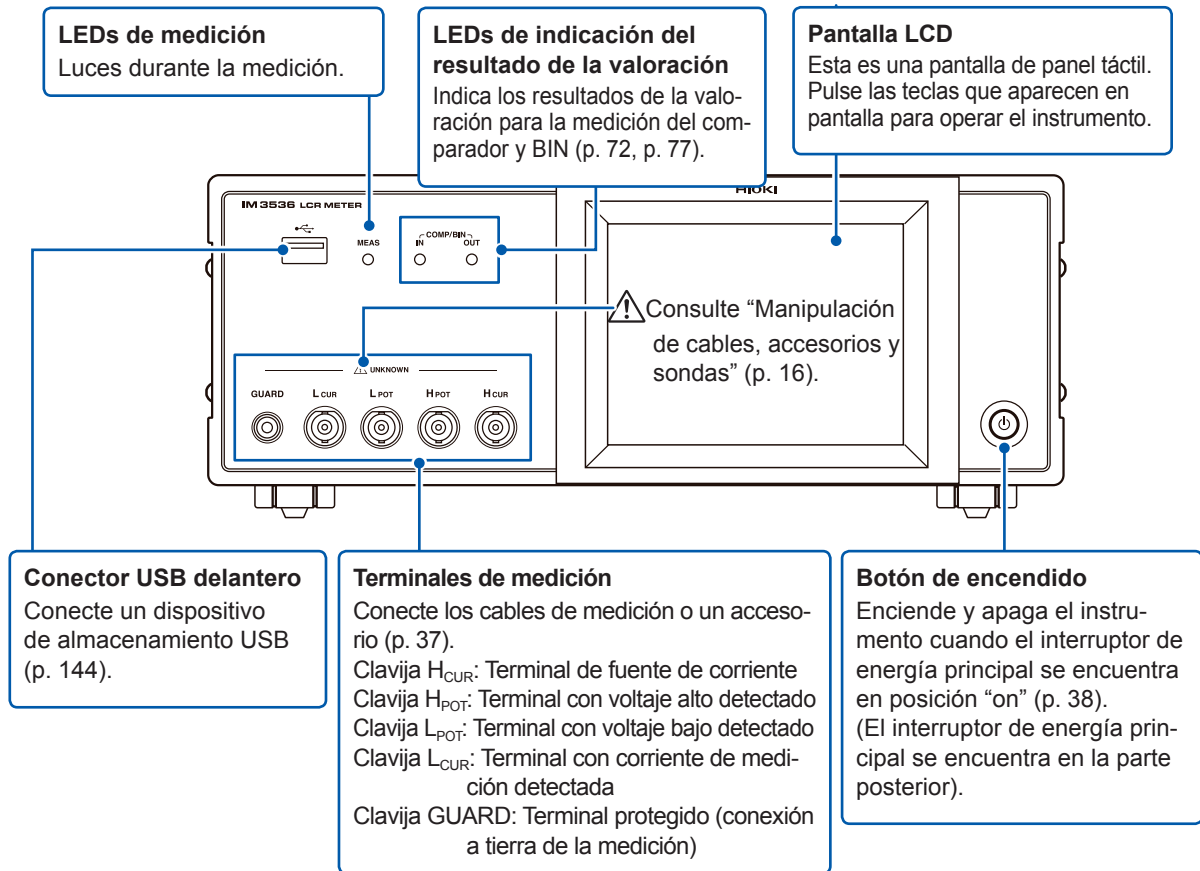 LEDs de medición
Luces durante la medición.
LEDs de indicación del
resultado de la valoración
Indica los resultados de la valo-
ración para la medición del com-
parador y BIN (p. 72, p. 77).
Pantalla LCD
Esta es una pantalla de panel táctil.
Pulse las teclas que aparecen en
pantalla para operar el instrumento.
HIOKI
IM 3536 LCR METER
MEAS
COMP/BIN
IN OUT
⚠Consulte “Manipulación
de cables, accesorios y
sondas” (p. 16).
⚠ UNKNOWN
GUARD LCUR LPOT HPOT HCUR
Conector USB delantero
Conecte un dispositivo
de almacenamiento USB
(p. 144).
Terminales de medición
Conecte los cables de medición o un acceso-
rio (p. 37).
Clavija HCUR: Terminal de fuente de corriente
Clavija HPOT: Terminal con voltaje alto detectado
Clavija LPOT: Terminal con voltaje bajo detectado
Clavija LCUR: Terminal con corriente de medi-
ción detectada
Clavija GUARD: Terminal protegido (conexión
a tierra de la medición)
Botón de encendido
Enciende y apaga el instru-
mento cuando el interruptor de
energía principal se encuentra
en posición “on” (p. 38).
(El interruptor de energía prin-
cipal se encuentra en la parte
posterior).